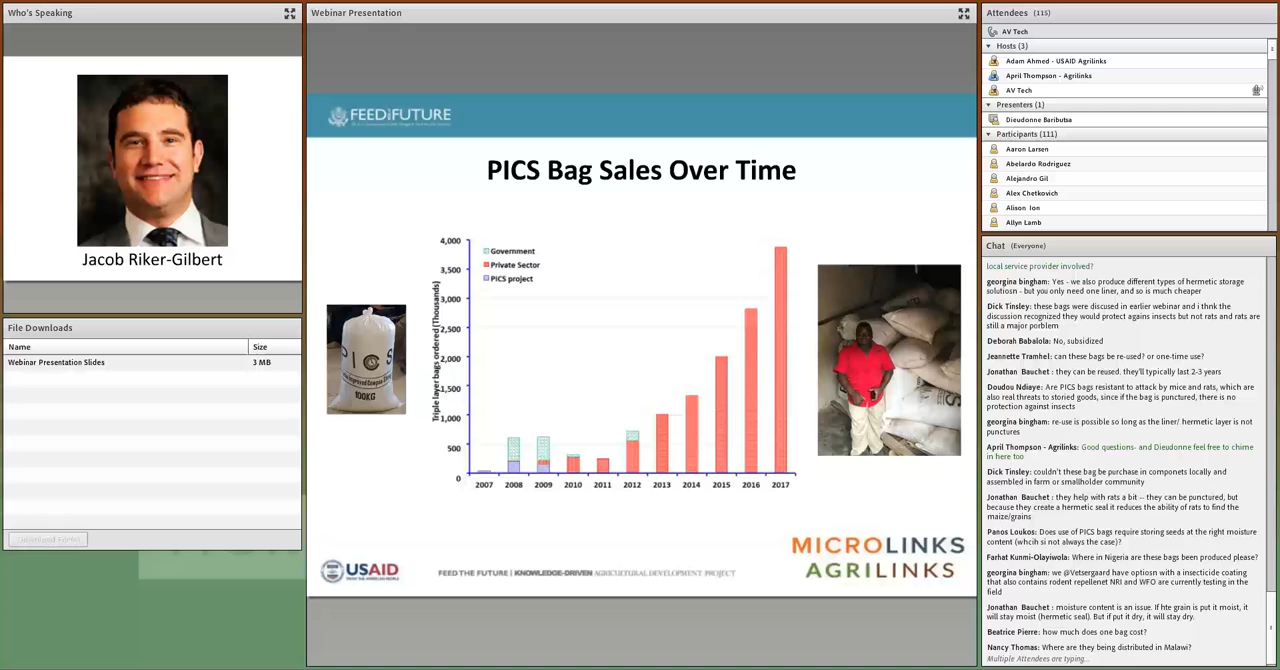 Who's Speaking
Jacob Riker-Gilbert
File Downloads
Name Size
Webinar Presentation Slides 3 MB
Webinar Presentation
FEED THE FUTURE
PICS Bag Sales Over Time
Triple layer bags ordered (Thousands)
4,000
3,500
3,000
2,500
2,000
1,500
1,000
500
0
Government
Private Sector
PICS project
2007 2008 2009 2010 2011 2012 2013 2014 2015 2016 2017
PICS
100KG
USAID
FROM THE AMERICAN PEOPLE
FEED THE FUTURE | KNOWLEDGE-DRIVEN AGRICULTURAL DEVELOPMENT PROJECT
MICROLINKS
AGRILINKS
Attendees (115)
AV Tech
Hosts (3)
Adam Ahmed - USAID Agrilinks
April Thompson - Agrilinks
AV Tech
Presenters (1)
Dieudonne Baributsa
Participants (111)
Aaron Larsen
Abelardo Rodriguez
Alejandro Gil
Alex Chetkovich
Alison Ion
Allyn Lamb
Chat (Everyone)
local service provider involved?
georgina bingham: Yes - we also produce different types of hermetic storage
solutiosn - but you only need one liner, and so is much cheaper
Dick Tinsley: these bags were discused in earlier webinar and i thnk the
discussion recognized they would protect agains insects but not rats and rats are
still a major porblem
Deborah Babalola: No, subsidized
Jeannette Tramhel: can these bags be re-used? or one-time use?
Jonathan Bauchet : they can be reused. they'll typically last 2-3 years
Doudou Ndiaye: Are PICS bags resistant to attack by mice and rats, which are
also real threats to storied goods, since if the bag is punctured, there is no
protection against insects
georgina bingham: re-use is possible so long as the liner/ hermetic layer is not
punctures
April Thompson - Agrilinks: Good questions- and Dieudonne feel free to chime
in here too
Dick Tinsley: couldn't these bag be purchase in componets locally and
assembled in farm or smallholder community
Jonathan Bauchet : they help with rats a bit -- they can be punctured, but
because they create a hermetic seal it reduces the ability of rats to find the
maize/grains
Panos Loukos: Does use of PICS bags require storing seeds at the right moisture
content (whcih si not always the case)?
Farhat Kunmi-Olayiwola: Where in Nigeria are these bags been produced please?
georgina bingham: we @Vetsergaard have optiosn with a insecticide coating
that also contains rodent repellenet NRI and WFO are currently testing in the
field
Jonathan Bauchet : moisture content is an issue. If hte grain is put it moist, it
will stay moist (hermetic seal). But if put it dry, it will stay dry.
Beatrice Pierre: how much does one bag cost?
Nancy Thomas: Where are they being distributed in Malawi?
Multiple Attendees are typing...